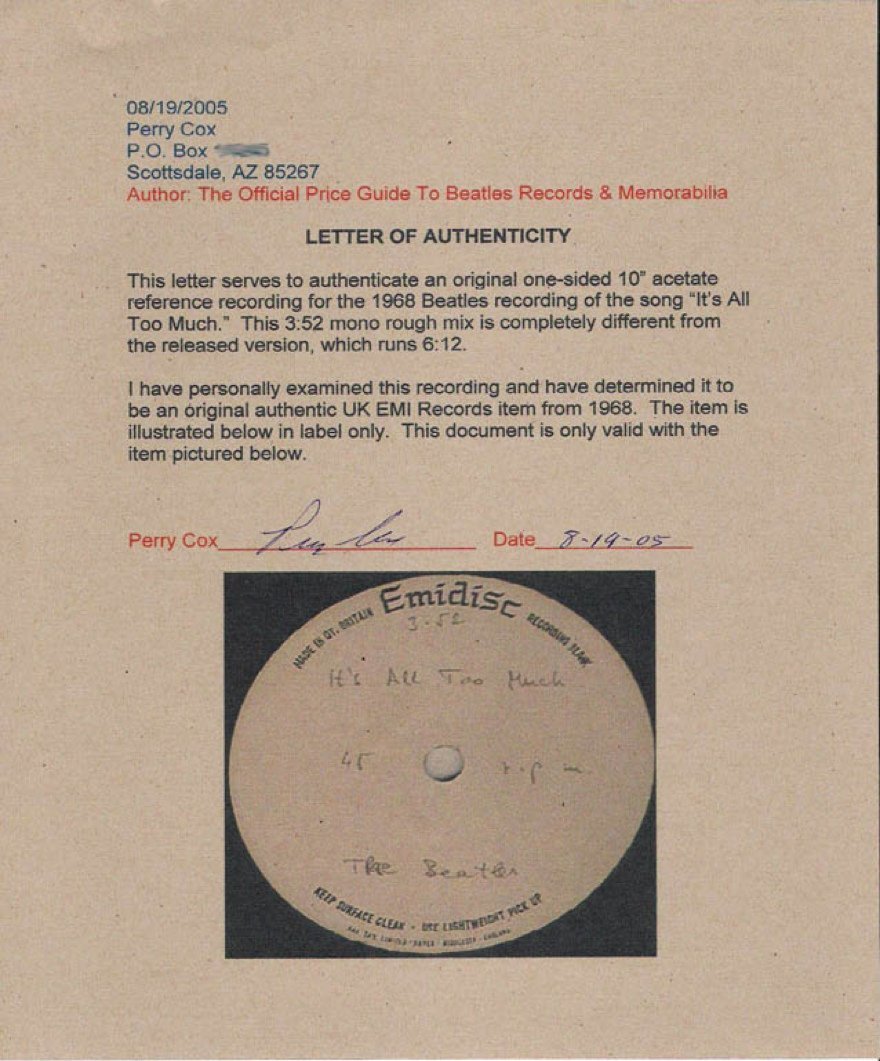 08/19/2005
Perry Cox
P.O. Box
Scottsdale, AZ 85267
Author: The Official Price Guide To Beatles Records & Memorabilia
LETTER OF AUTHENTICITY
This letter serves to authenticate an original one-sided 10" acetate
reference recording for the 1968 Beatles recording of the song “It's All
Too Much.” This 3:52 mono rough mix is completely different from
the released version, which runs 6:12.
I have personally examined this recording and have determined it to
be an original authentic UK EMI Records item from 1968. The item is
illustrated below in label only. This document is only valid with the
item pictured below.
Perry Cox Perry Cox Date 8-19-05
MADE IN GT. BRITAIN Emidisc RECORDING BLANK
3-52
It's All Too Much
45 r.p.m.
The Beatles
KEEP SURFACE CLEAN - USE LIGHTWEIGHT PICK UP
LIMITED HAYES MIDDLESEX ENGLAND